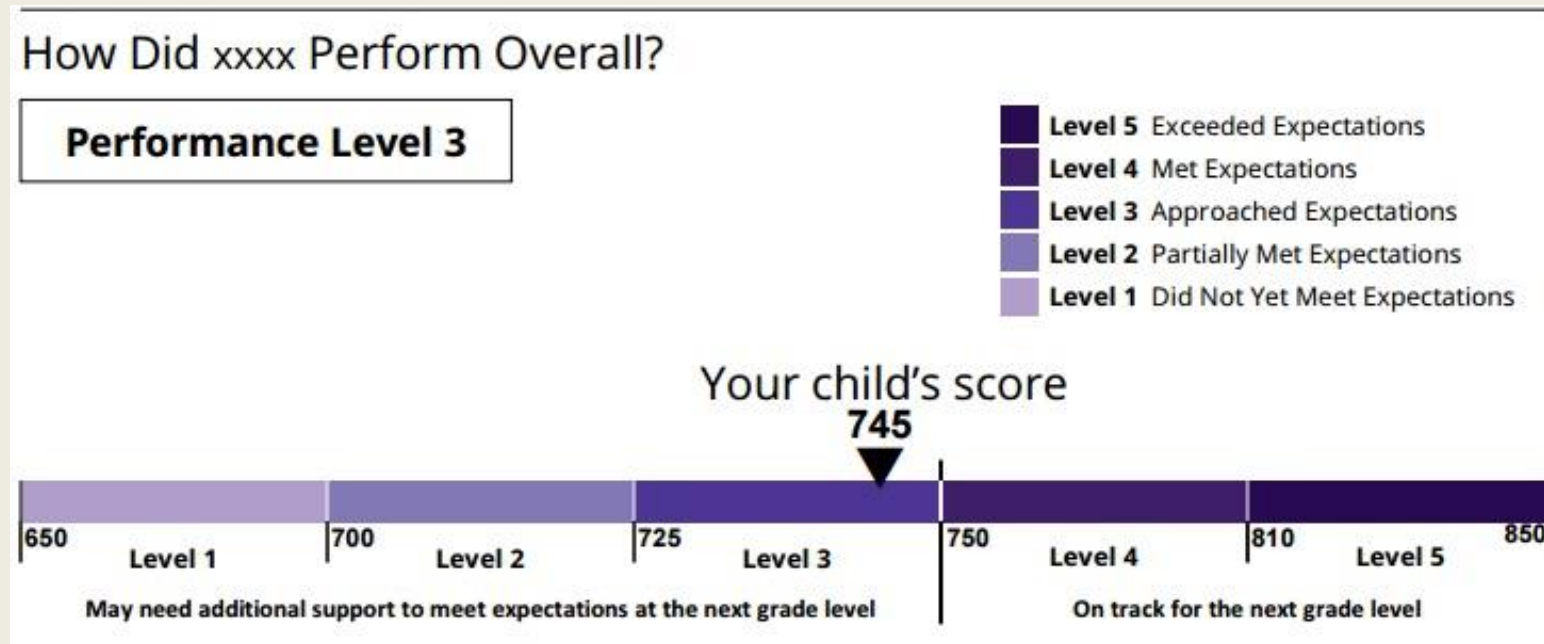 How Did xxxx Perform Overall?
Performance Level 3
Level 5 Exceeded Expectations
Level 4 Met Expectations
Level 3 Approached Expectations
Level 2 Partially Met Expectations
Level 1 Did Not Yet Meet Expectations
Your child's score
745
650 700 725 750 810 850
Level 1 Level 2 Level 3 Level 4 Level 5
May need additional support to meet expectations at the next grade level On track for the next grade level